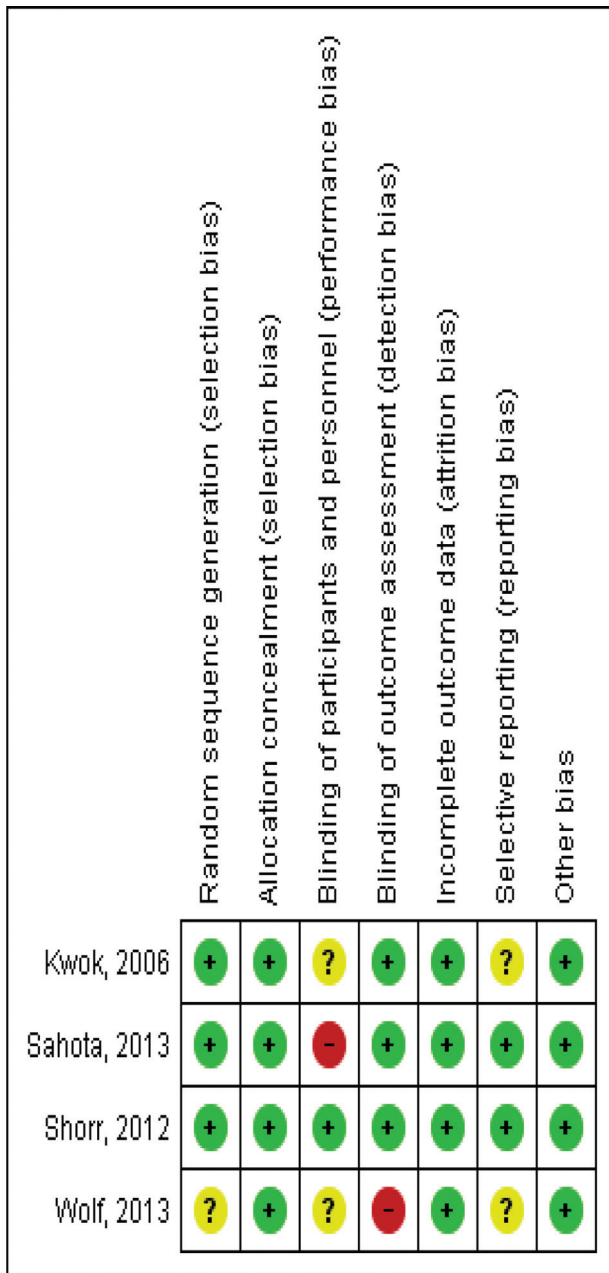 Random sequence generation (selection bias)
Allocation concealment (selection bias)
Blinding of participants and personnel (performance bias)
Blinding of outcome assessment (detection bias)
Incomplete outcome data (attrition bias)
Selective reporting (reporting bias)
Other bias
Kwok, 2006 + + ? + + ? +
Sahota, 2013 + + - + + + +
Shorr, 2012 + + + + + + +
Wolf, 2013 ? + ? - + ? +